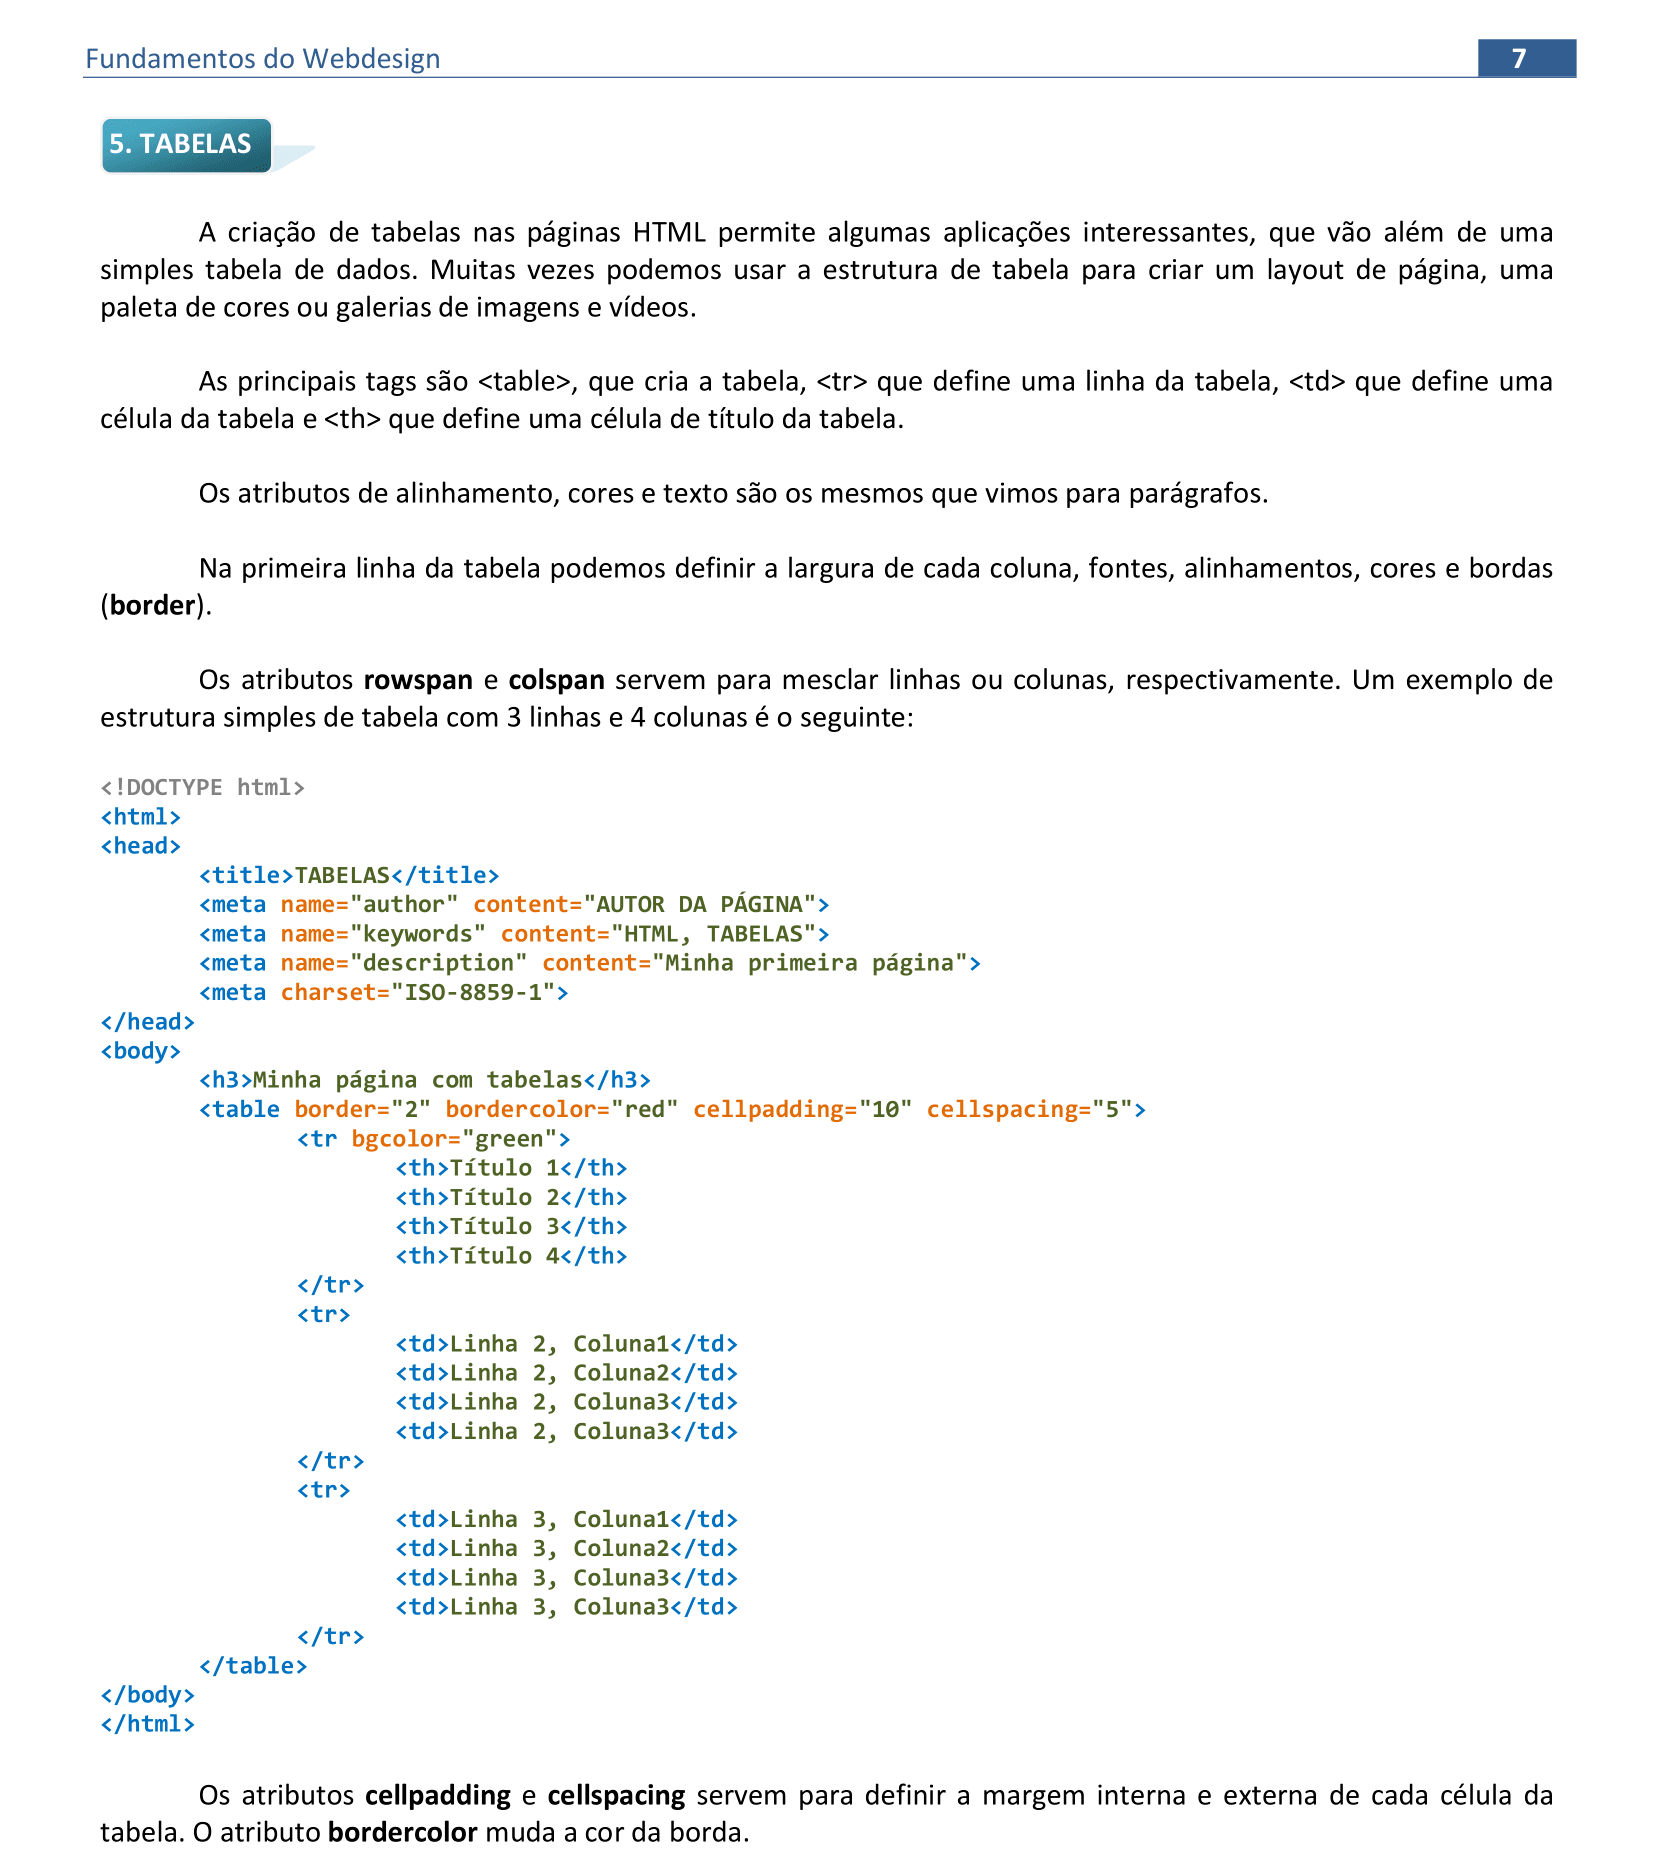 Fundamentos do Webdesign 7
5. TABELAS
A criação de tabelas nas páginas HTML permite algumas aplicações interessantes, que vão além de uma
simples tabela de dados. Muitas vezes podemos usar a estrutura de tabela para criar um layout de página, uma
paleta de cores ou galerias de imagens e vídeos.
As principais tags são <table>, que cria a tabela, <tr> que define uma linha da tabela, <td> que define uma
célula da tabela e <th> que define uma célula de título da tabela.
Os atributos de alinhamento, cores e texto são os mesmos que vimos para parágrafos.
Na primeira linha da tabela podemos definir a largura de cada coluna, fontes, alinhamentos, cores e bordas
(border).
Os atributos rowspan e colspan servem para mesclar linhas ou colunas, respectivamente. Um exemplo de
estrutura simples de tabela com 3 linhas e 4 colunas é o seguinte:
<!DOCTYPE html>
<html>
<head>
<title>TABELAS</title>
<meta name="author" content="AUTOR DA PÁGINA">
<meta name="keywords" content="HTML, TABELAS">
<meta name="description" content="Minha primeira página">
<meta charset="ISO-8859-1">
</head>
<body>
<h3>Minha página com tabelas</h3>
<table border="2" bordercolor="red" cellpadding="10" cellspacing="5">
<tr bgcolor="green">
<th>Título 1</th>
<th>Título 2</th>
<th>Título 3</th>
<th>Título 4</th>
</tr>
<tr>
<td>Linha 2, Coluna1</td>
<td>Linha 2, Coluna2</td>
<td>Linha 2, Coluna3</td>
<td>Linha 2, Coluna3</td>
</tr>
<tr>
<td>Linha 3, Coluna1</td>
<td>Linha 3, Coluna2</td>
<td>Linha 3, Coluna3</td>
<td>Linha 3, Coluna3</td>
</tr>
</table>
</body>
</html>
Os atributos cellpadding e cellspacing servem para definir a margem interna e externa de cada célula da
tabela. O atributo bordercolor muda a cor da borda.